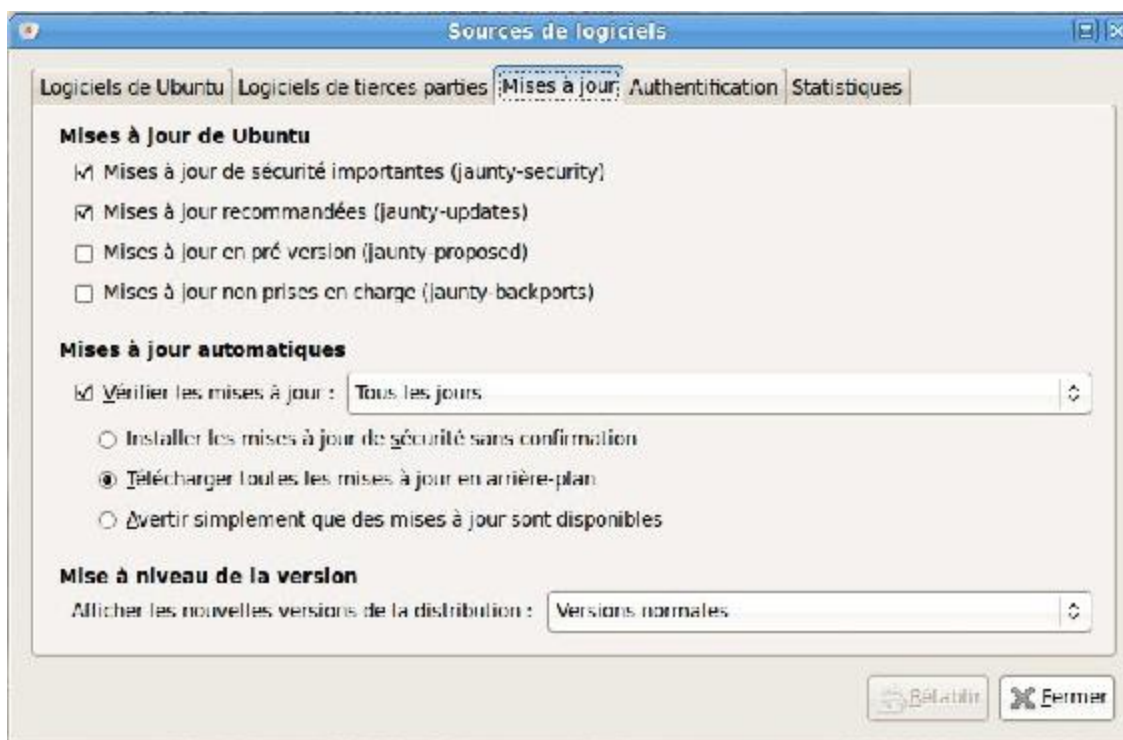 Sources de logiciels
Logiciels de Ubuntu Logiciels de tierces parties Mises à jour Authentification Statistiques
Mises à jour de Ubuntu
Mises à jour de sécurité importantes (jaunty-security)
Mises à jour recommandées (jaunty-updates)
Mises à jour en pré version (jaunty-proposed)
Mises à jour non prises en charge (jaunty-backports)
Mises à jour automatiques
Vérifier les mises à jour : Tous les jours
Installer les mises à jour de sécurité sans confirmation
Télécharger toutes les mises à jour en arrière-plan
Avertir simplement que des mises à jour sont disponibles
Mise à niveau de la version
Afficher les nouvelles versions de la distribution : Versions normales
Rétablir Fermer